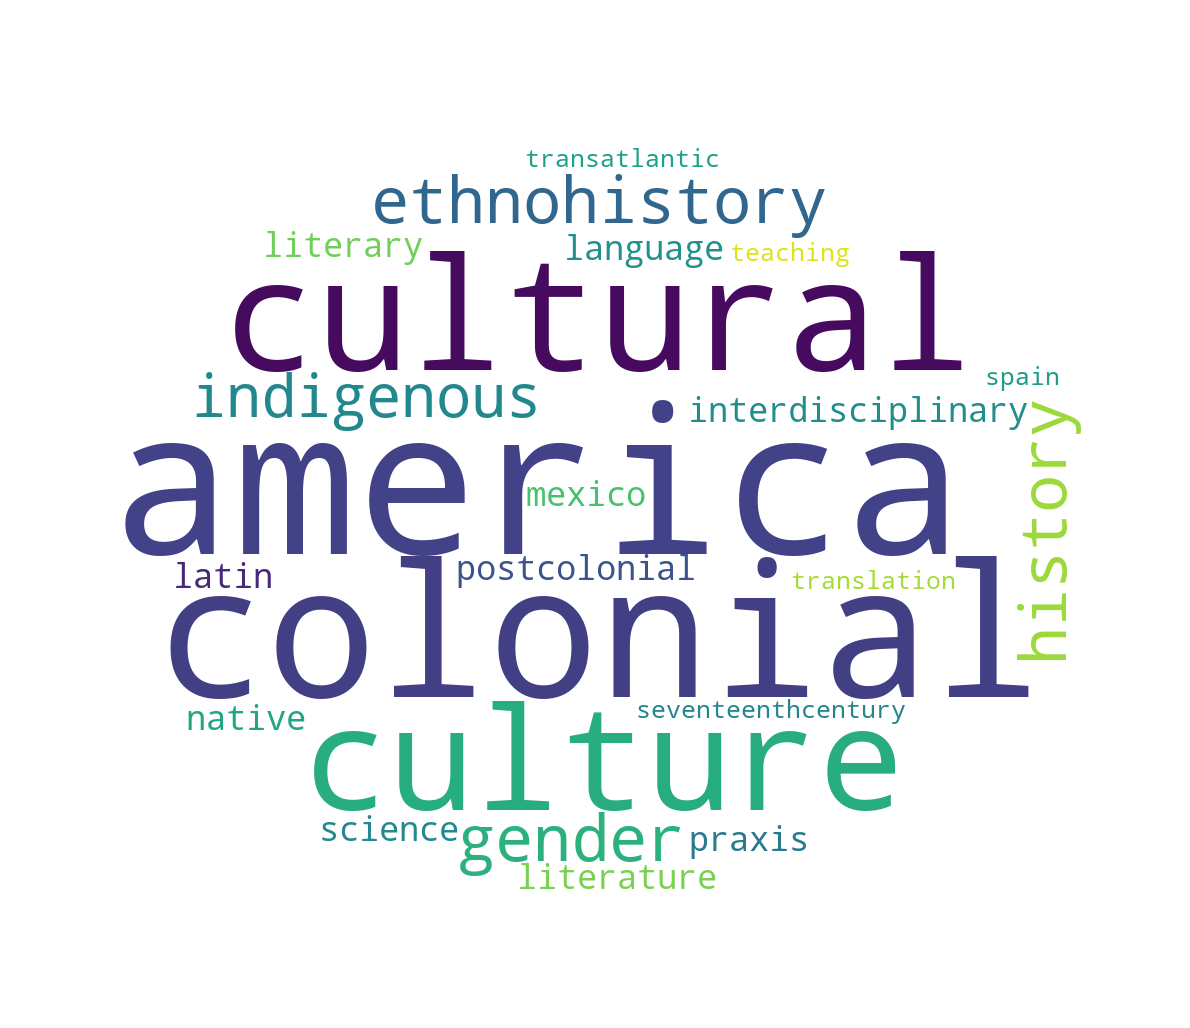 transatlantic
ethnohistory
literary
language
teaching
cultural
spain
indigenous
interdisciplinary
history
america
mexico
postcolonial
latin
translation
colonial
native
seventeenthcentury
culture
science
gender
praxis
literature